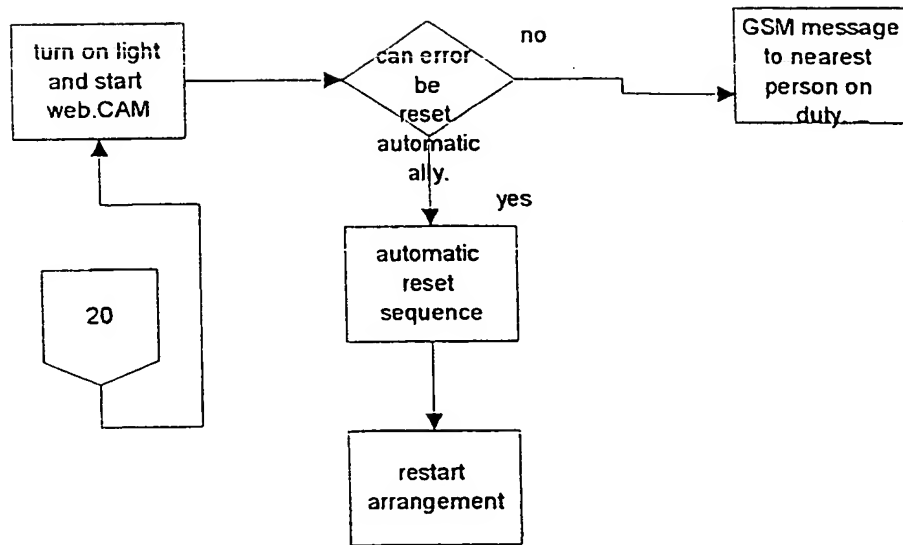 turn on light
and start
web.CAM
can error
be
reset
automatic
ally.
no
GSM message
to nearest
person on
duty.
yes
automatic
reset
sequence
20
restart
arrangement